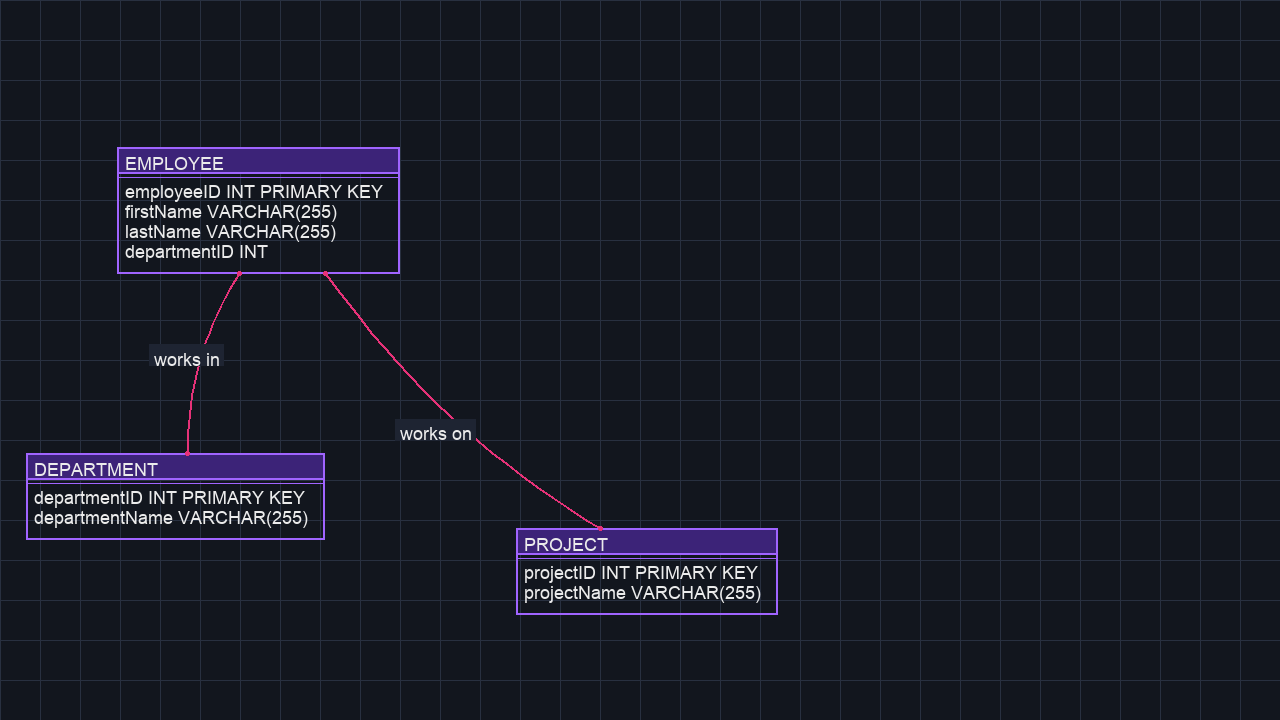 EMPLOYEE
employeeID INT PRIMARY KEY
firstName VARCHAR(255)
lastName VARCHAR(255)
departmentID INT
works in
works on
DEPARTMENT
departmentID INT PRIMARY KEY
departmentName VARCHAR(255)
PROJECT
projectID INT PRIMARY KEY
projectName VARCHAR(255)